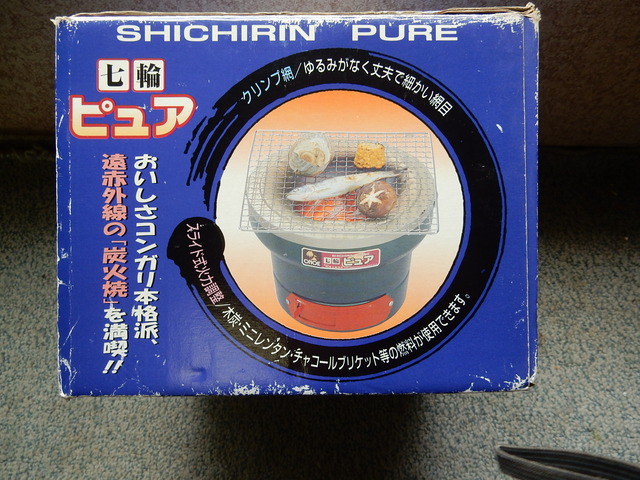 SHICHIRIN PURE
七輪
ピュア
クリンプ網/ゆるみがなく丈夫で細かい網目
おいしさコンガリ本格派、
遠赤外線の「炭火焼」を満喫!!
スライド式火力調整/木炭・ミニレンタン・チャコールブリケット等の燃料が使用できます。
ONOE
七輪ピュア